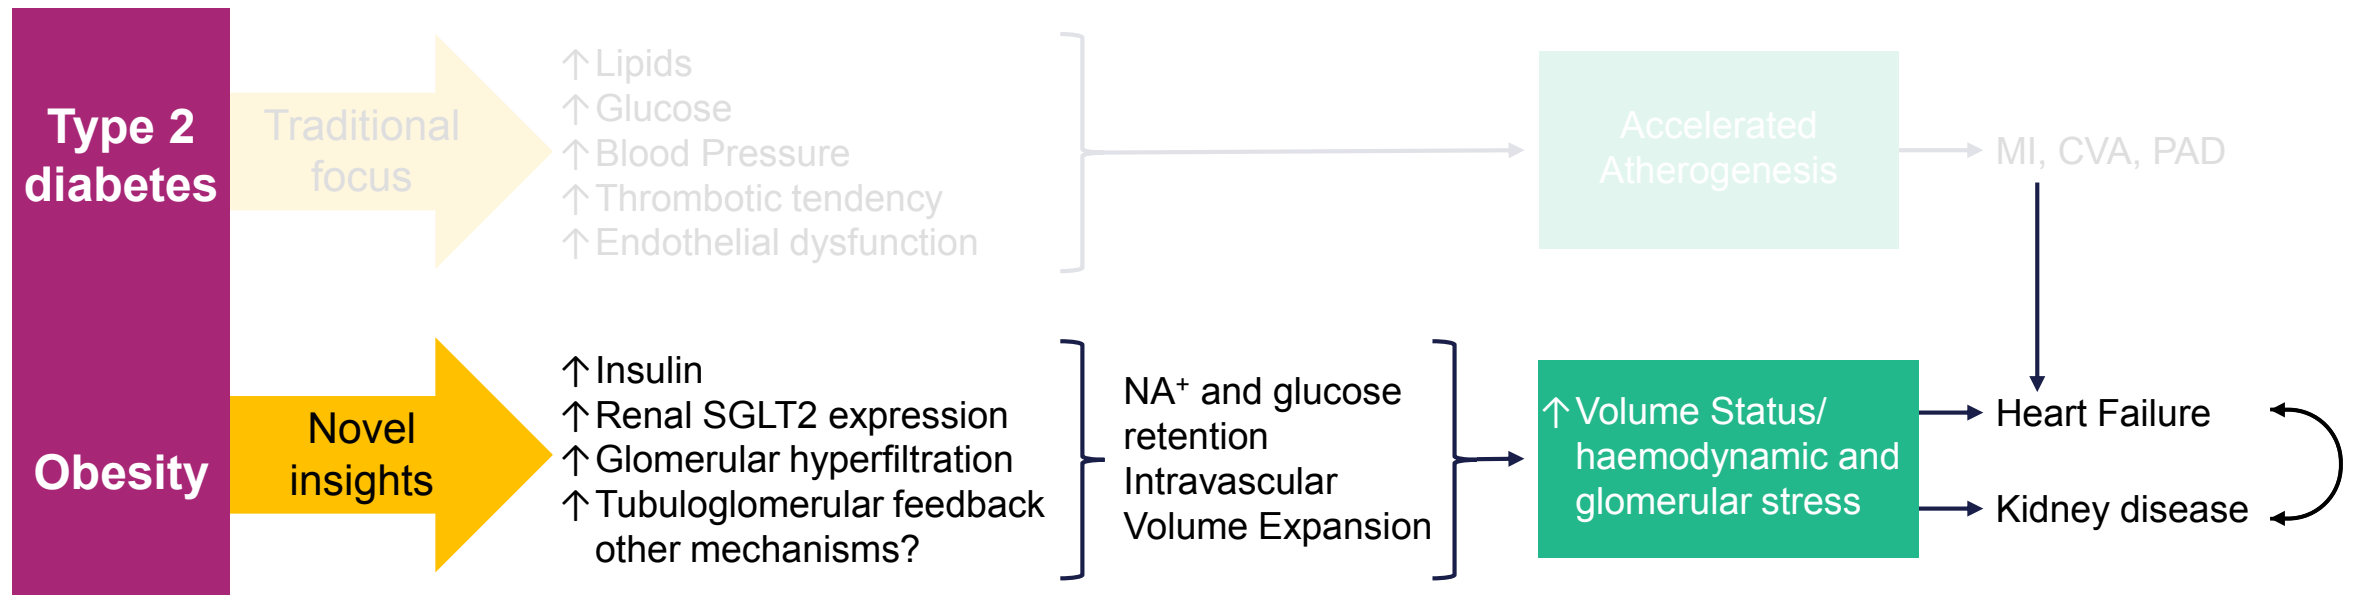 Type 2
diabetes
Obesity
Traditional
focus
↑ Lipids
↑ Glucose
↑ Blood Pressure
↑ Thrombotic tendency
↑ Endothelial dysfunction
Accelerated
Atherogenesis
MI, CVA, PAD
Novel
insights
↑ Insulin
↑ Renal SGLT2 expression
↑ Glomerular hyperfiltration
↑ Tubuloglomerular feedback
other mechanisms?
NA⁺ and glucose
retention
Intravascular
Volume Expansion
↑ Volume Status/
haemodynamic and
glomerular stress
Heart Failure
Kidney disease